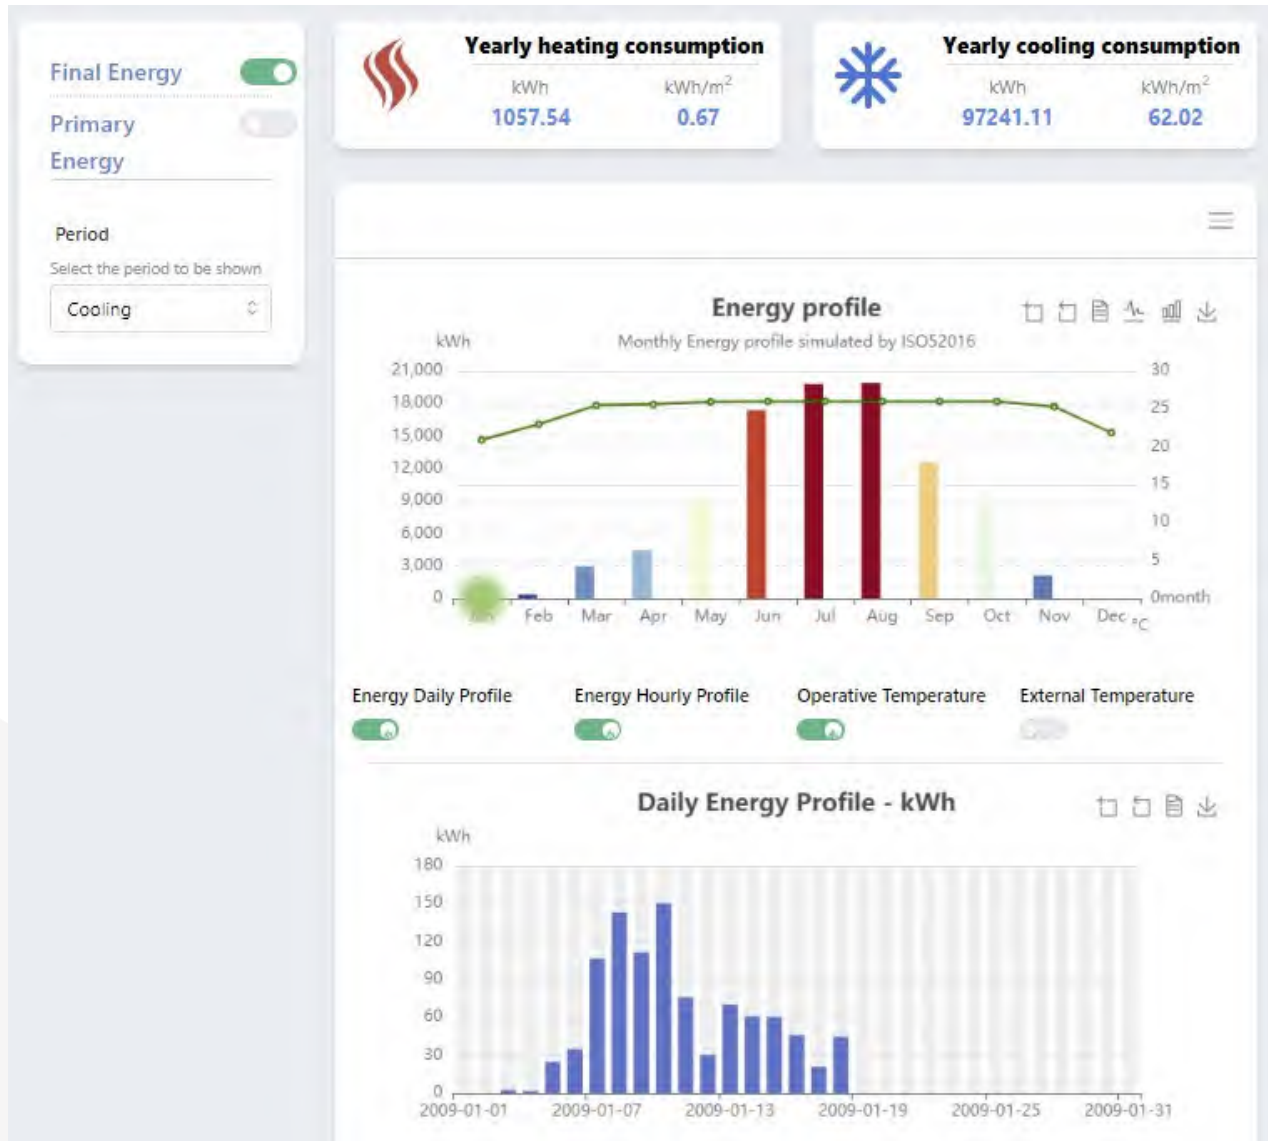 Final Energy
Primary
Energy
Period
Select the period to be shown
Cooling
Yearly heating consumption
kWh kWh/m²
1057.54 0.67
Yearly cooling consumption
kWh kWh/m²
97241.11 62.02
Energy profile
Monthly Energy profile simulated by ISO52016
kWh
21,000 30
18,000 25
15,000 20
12,000
9,000 15
6,000 10
3,000 5
0 0month
Feb Mar Apr May Jun Jul Aug Sep Oct Nov Dec °C
Energy Daily Profile Energy Hourly Profile Operative Temperature External Temperature
Daily Energy Profile - kWh
kWh
180
150
120
90
60
30
0
2009-01-01 2009-01-07 2009-01-13 2009-01-19 2009-01-25 2009-01-31